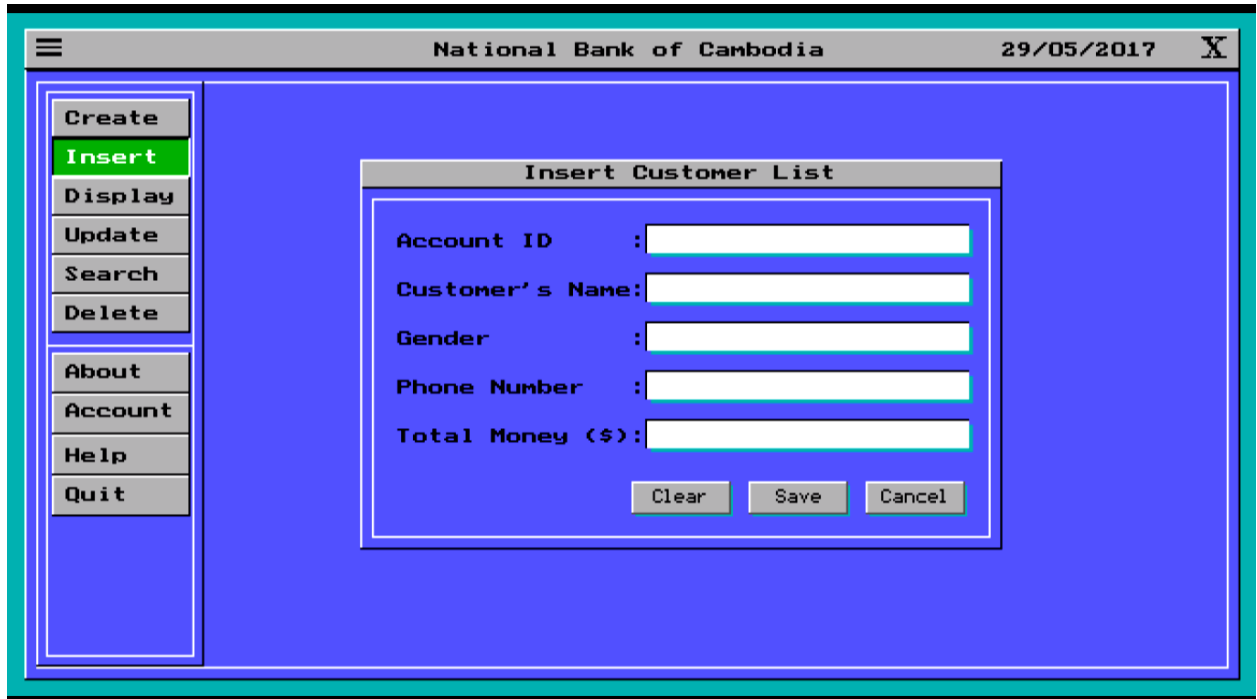 National Bank of Cambodia 29/05/2017 X
Create
Insert
Display
Update
Search
Delete
About
Account
Help
Quit
Insert Customer List
Account ID :
Customer's Name:
Gender :
Phone Number :
Total Money ($):
Clear Save Cancel